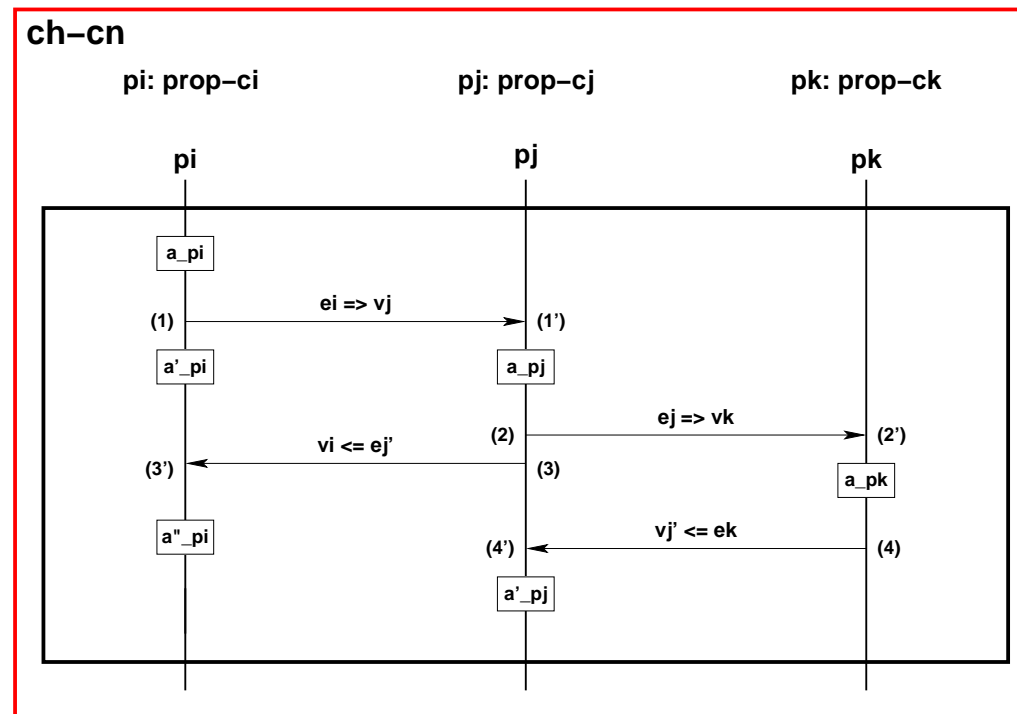 ch–cn
pi: prop–ci pj: prop–cj pk: prop–ck
pi pj pk
a_pi
(1) ei => vj (1’)
a’_pi a_pj
(2) ej => vk (2’)
(3’) vi <= ej’ (3)
a_pk
a"_pi
(4’) vj’ <= ek (4)
a’_pj